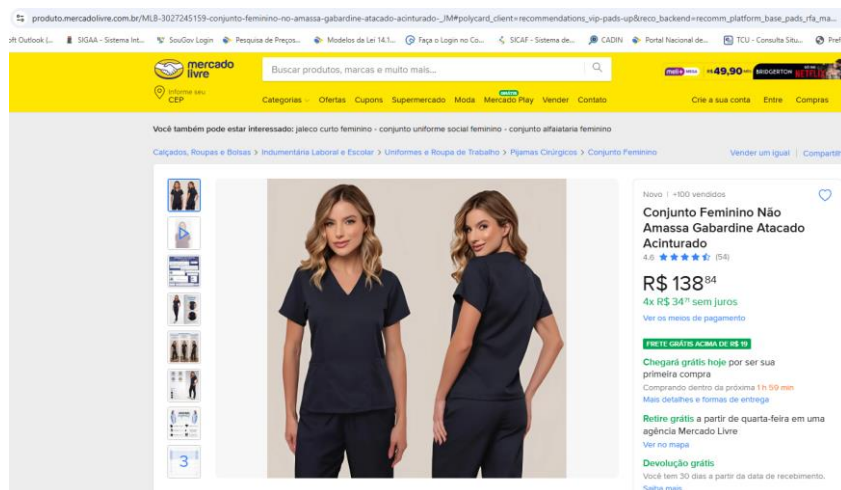 produto.mercadolivre.com.br/MLB-3027245159-conjunto-feminino-no-amassa-gabardine-atacado-acinturado-_JM#polycard_client=recommendations_vip-pads-up&reco_backend=recomm_platform_base_pads_rfa_ma...
oft Outlook (... SIGAA - Sistema Int... SouGov Login Pesquisa de Preços... Modelos da Lei 14.1... Faça o Login no Co... SICAF - Sistema de... CADIN Portal Nacional de... TCU - Consulta Situ... Pref
mercado
livre
Buscar produtos, marcas e muito mais...
meli+ MEGA R$49,90 BRIDGERTON NETFLIX
Informe seu
CEP
Categorias Ofertas Cupons Supermercado Moda Mercado Play GRÁTIS Vender Contato
Crie a sua conta Entre Compras
Você também pode estar interessado: jaleco curto feminino - conjunto uniforme social feminino - conjunto alfaiataria feminino
Calçados, Roupas e Bolsas > Indumentária Laboral e Escolar > Uniformes e Roupa de Trabalho > Pijamas Cirúrgicos > Conjunto Feminino
Vender um igual | Compartilh
Novo | +100 vendidos
Conjunto Feminino Não
Amassa Gabardine Atacado
Acinturado
4.6 (54)
R$ 138 84
4x R$ 34 71 sem juros
Ver os meios de pagamento
FRETE GRÁTIS ACIMA DE R$ 19
Chegará grátis hoje por ser sua
primeira compra
Comprando dentro da próxima 1 h 59 min
Mais detalhes e formas de entrega
Retire grátis a partir de quarta-feira em uma
agência Mercado Livre
Ver no mapa
Devolução grátis
Você tem 30 dias a partir da data de recebimento.
Saiba mais
3